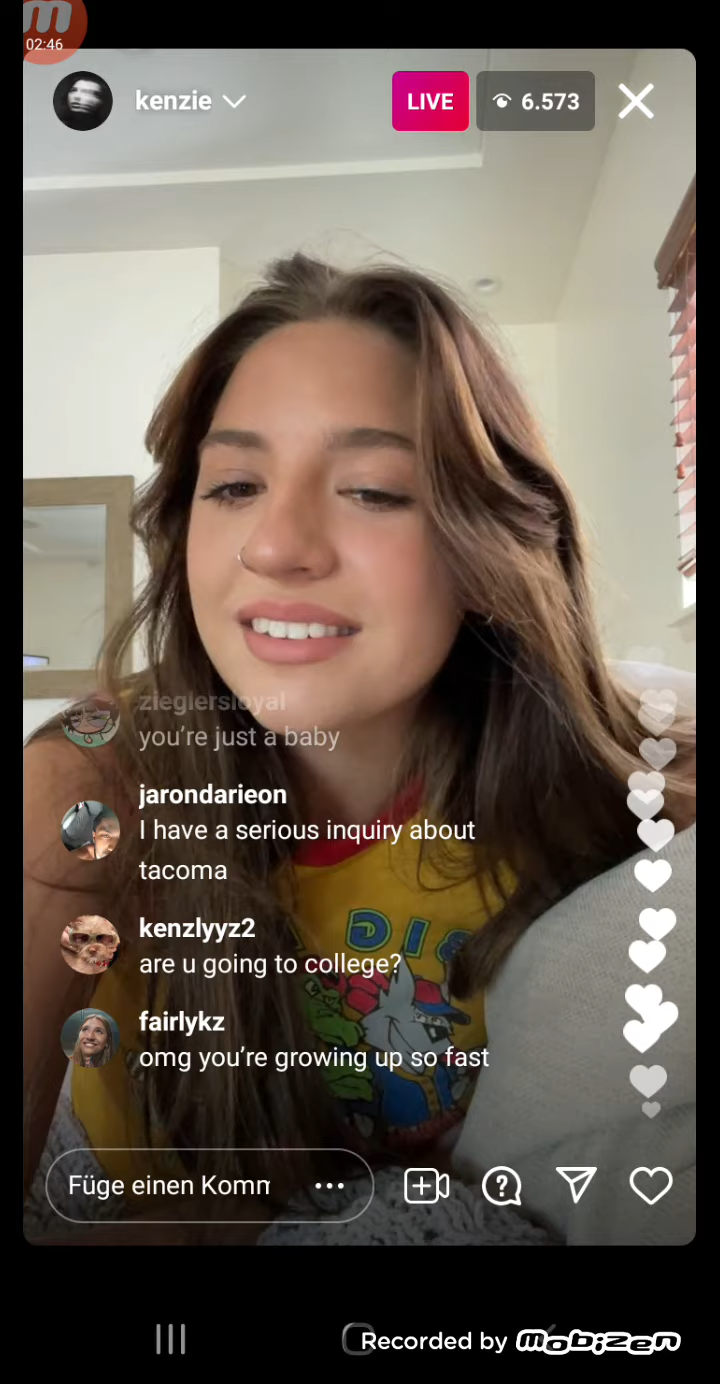 02:46
kenzie
LIVE
6.573
zieglersloyal
you're just a baby
jarondarieon
I have a serious inquiry about
tacoma
kenzlyyz2
are u going to college?
fairlykz
omg you're growing up so fast
Füge einen Komm
Recorded by mobizen